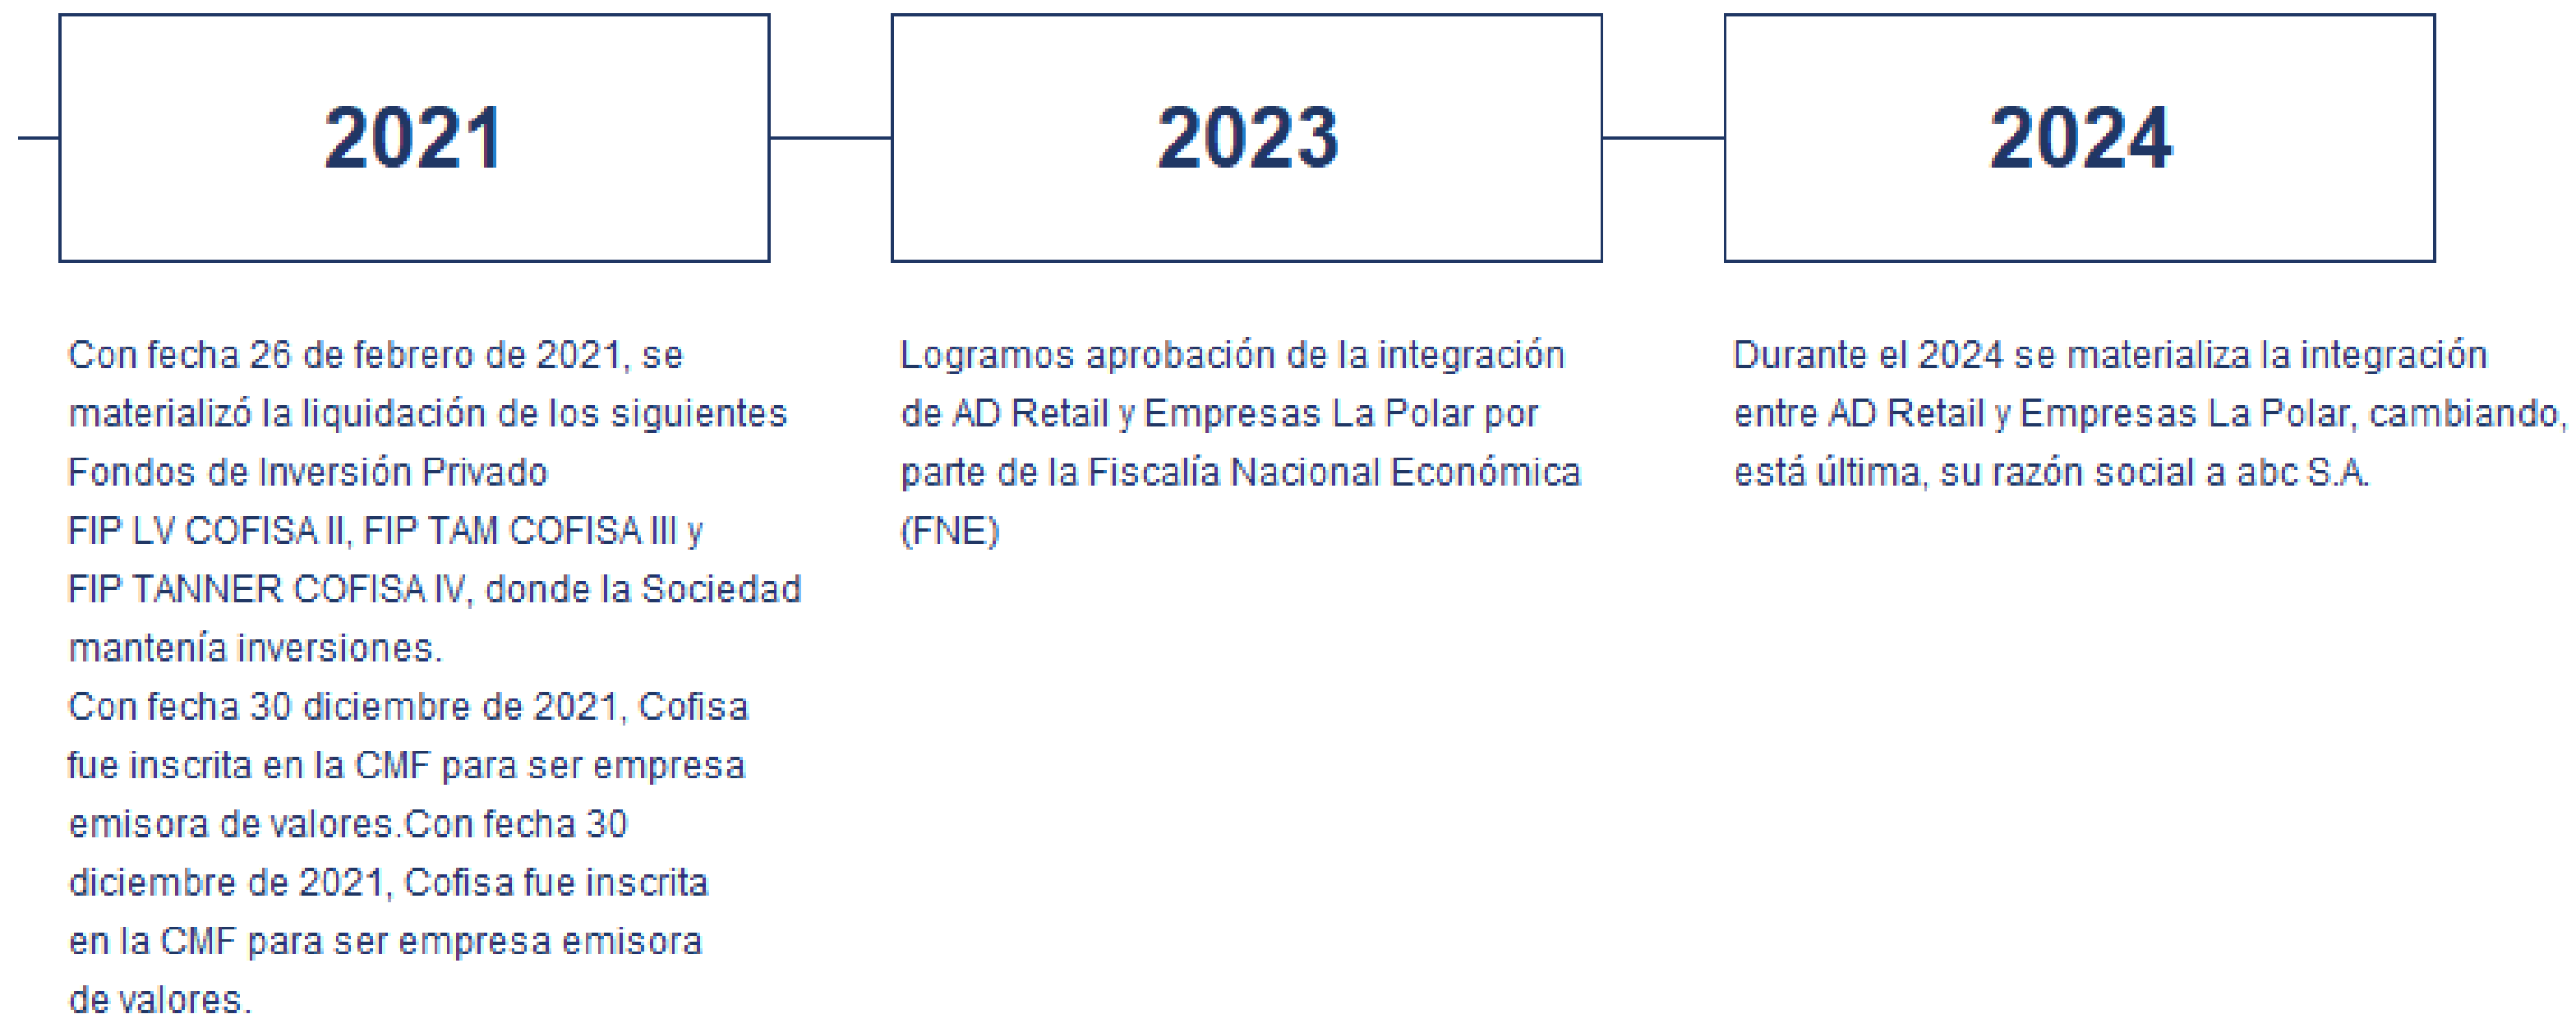 2021
Con fecha 26 de febrero de 2021, se
materializó la liquidación de los siguientes
Fondos de Inversión Privado
FIP LV COFISA II, FIP TAM COFISA III y
FIP TANNER COFISA IV, donde la Sociedad
mantenía inversiones.
Con fecha 30 diciembre de 2021, Cofisa
fue inscrita en la CMF para ser empresa
emisora de valores.Con fecha 30
diciembre de 2021, Cofisa fue inscrita
en la CMF para ser empresa emisora
de valores.
2023
Logramos aprobación de la integración
de AD Retail y Empresas La Polar por
parte de la Fiscalía Nacional Económica
(FNE)
2024
Durante el 2024 se materializa la integración
entre AD Retail y Empresas La Polar, cambiando,
está última, su razón social a abc S.A.